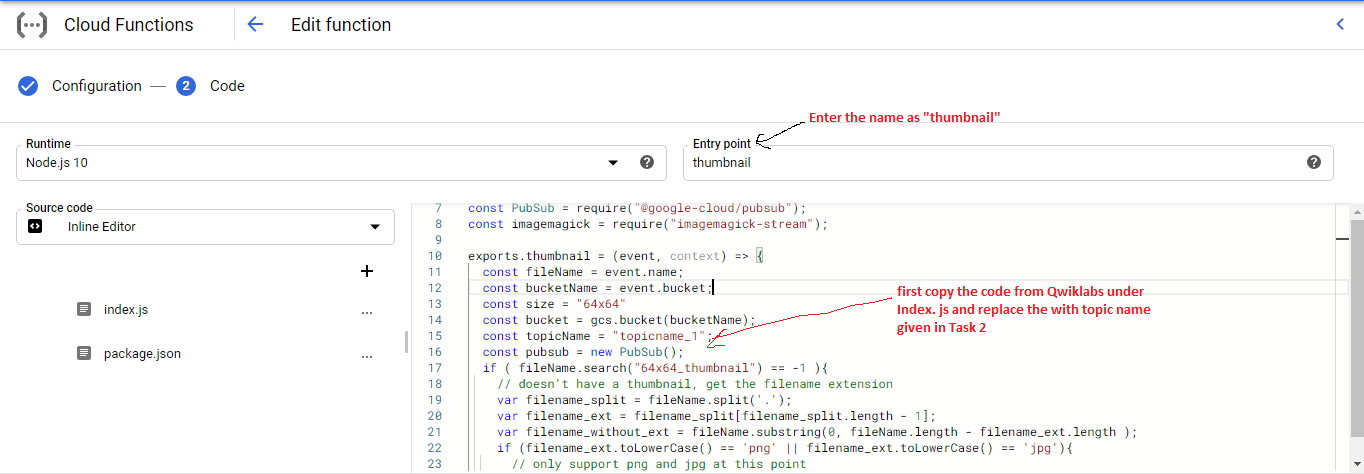 Cloud Functions
Edit function
Configuration
2 Code
Enter the name as "thumbnail"
Runtime
Node.js 10
Entry point
thumbnail
Source code
Inline Editor
index.js
...
package.json
...
7 const PubSub = require("@google-cloud/pubsub");
8 const imagemagick = require("imagemagick-stream");
9
10 exports.thumbnail = (event, context) => {
11 const fileName = event.name;
12 const bucketName = event.bucket;
13 const size = "64x64"
14 const bucket = gcs.bucket(bucketName);
15 const topicName = "topicname_1";
16 const pubsub = new PubSub();
17 if ( fileName.search("64x64_thumbnail") == -1 ){
18 // doesn't have a thumbnail, get the filename extension
19 var filename_split = fileName.split('.');
20 var filename_ext = filename_split[filename_split.length - 1];
21 var filename_without_ext = fileName.substring(0, fileName.length - filename_ext.length );
22 if (filename_ext.toLowerCase() == 'png' || filename_ext.toLowerCase() == 'jpg'){
23 // only support png and jpg at this point
first copy the code from Qwiklabs under
Index. js and replace the with topic name
given in Task 2